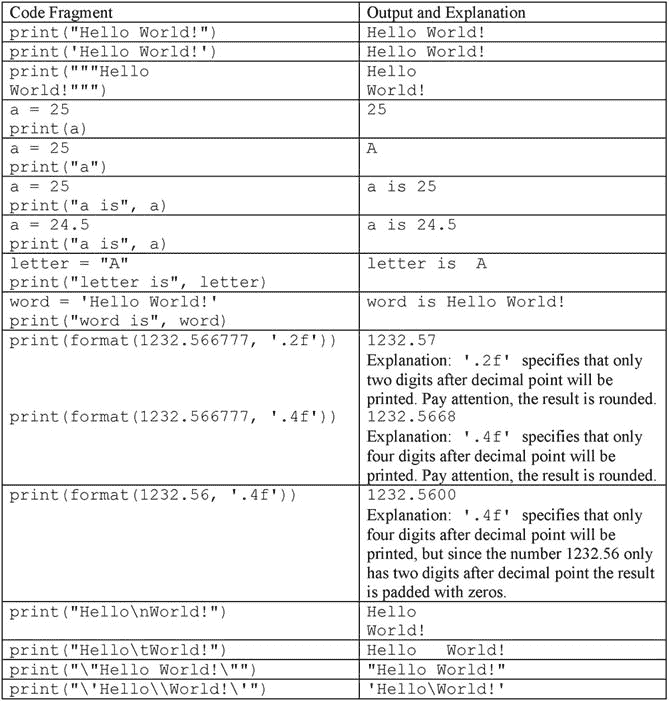 Code Fragment Output and Explanation
print("Hello World!") Hello World!
print('Hello World!') Hello World!
print("""Hello Hello
World!""") World!
a = 25 25
print(a)
a = 25 A
print("a")
a = 25 a is 25
print("a is", a)
a = 24.5 a is 24.5
print("a is", a)
letter = "A" letter is  A
print("letter is", letter)
word = 'Hello World!' word is Hello World!
print("word is", word)
print(format(1232.566777, '.2f')) 1232.57
Explanation: '.2f' specifies that only
two digits after decimal point will be
printed. Pay attention, the result is rounded.
print(format(1232.566777, '.4f')) 1232.5668
Explanation: '.4f' specifies that only
four digits after decimal point will be
printed. Pay attention, the result is rounded.
print(format(1232.56, '.4f')) 1232.5600
Explanation: '.4f' specifies that only
four digits after decimal point will be
printed, but since the number 1232.56 only
has two digits after decimal point the result
is padded with zeros.
print("Hello\nWorld!") Hello
World!
print("Hello\tWorld!") Hello   World!
print("\"Hello World!\"") "Hello World!"
print("\'Hello\\World!\'") 'Hello\World!'